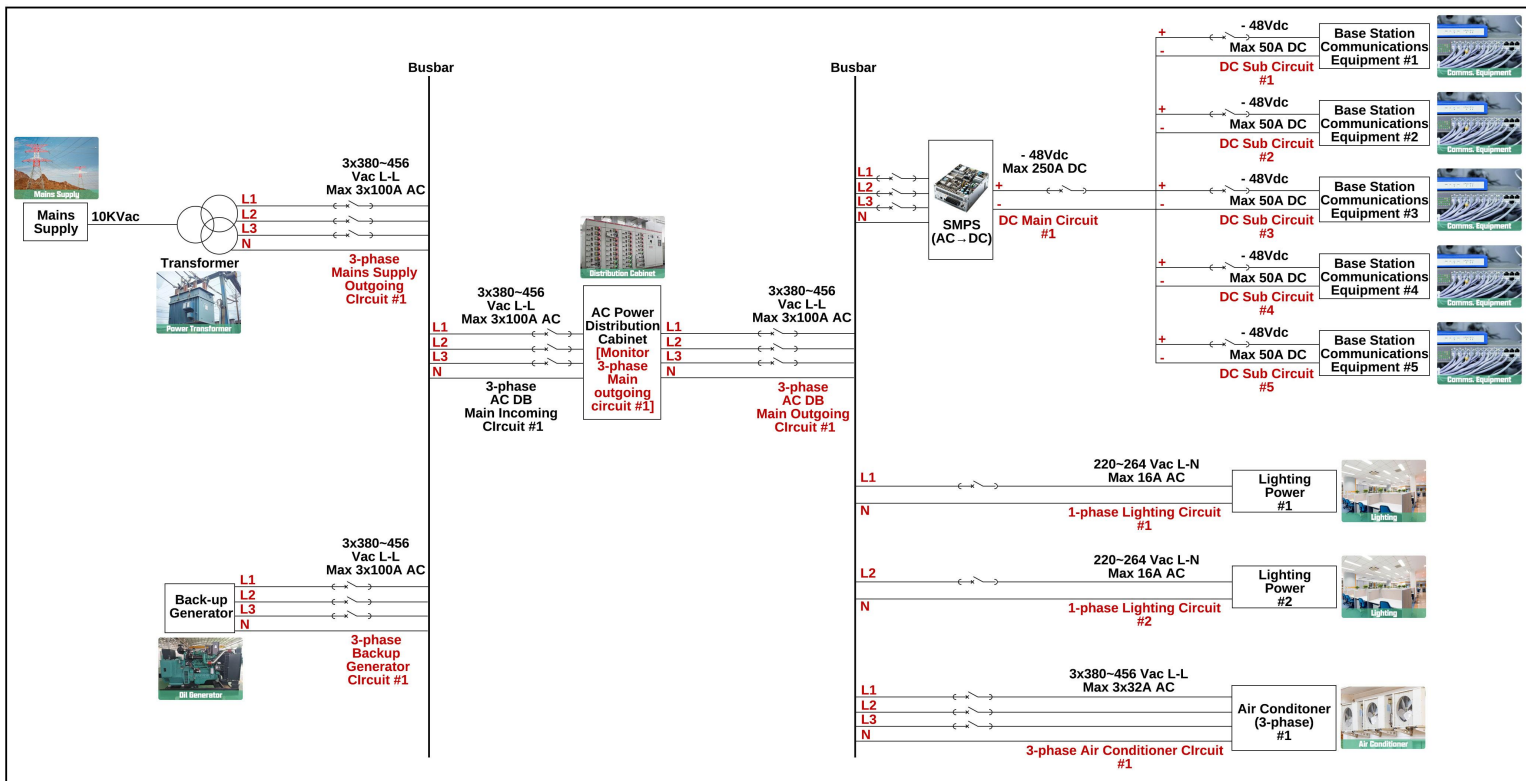 Busbar
Busbar
Mains Supply
Mains
Supply
10KVac
L1
L2
L3
N
Transformer
Power Transformer
3x380~456
Vac L-L
Max 3x100A AC
3-phase
Mains Supply
Outgoing
CIrcuit #1
Back-up
Generator
L1
L2
L3
N
Oil Generator
3x380~456
Vac L-L
Max 3x100A AC
3-phase
Backup
Generator
CIrcuit #1
3x380~456
Vac L-L
Max 3x100A AC
L1
L2
L3
N
3-phase
AC DB
Main Incoming
CIrcuit #1
Distribution Cabinet
AC Power
Distribution
Cabinet
[Monitor
3-phase
Main
outgoing
circuit #1]
L1
L2
L3
N
3x380~456
Vac L-L
Max 3x100A AC
3-phase
AC DB
Main Outgoing
CIrcuit #1
L1
L2
L3
N
SMPS
(AC→DC)
- 48Vdc
Max 250A DC
+
-
DC Main Circuit
#1
+
-
- 48Vdc
Max 50A DC
DC Sub Circuit
#1
Base Station
Communications
Equipment #1
Comms. Equipment
+
-
- 48Vdc
Max 50A DC
DC Sub Circuit
#2
Base Station
Communications
Equipment #2
Comms. Equipment
+
-
- 48Vdc
Max 50A DC
DC Sub Circuit
#3
Base Station
Communications
Equipment #3
Comms. Equipment
+
-
- 48Vdc
Max 50A DC
DC Sub Circuit
#4
Base Station
Communications
Equipment #4
Comms. Equipment
+
-
- 48Vdc
Max 50A DC
DC Sub Circuit
#5
Base Station
Communications
Equipment #5
Comms. Equipment
L1
N
220~264 Vac L-N
Max 16A AC
1-phase Lighting Circuit
#1
Lighting
Power
#1
Lighting
L2
N
220~264 Vac L-N
Max 16A AC
1-phase Lighting Circuit
#2
Lighting
Power
#2
Lighting
L1
L2
L3
N
3x380~456 Vac L-L
Max 3x32A AC
3-phase Air Conditioner CIrcuit
#1
Air Conditoner
(3-phase)
#1
Air Conditioner